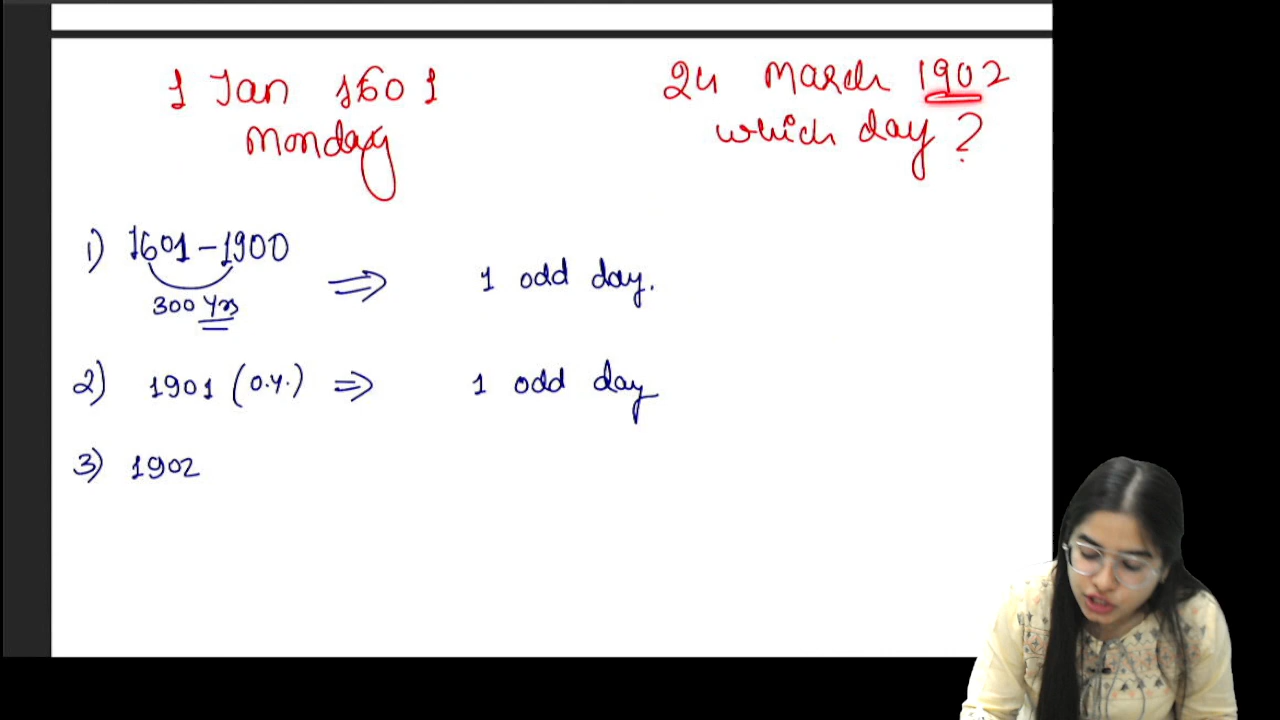 1 Jan 1601
Monday
24 March 1902
which day ?
1) 1601 - 1900
300 Yrs
⇒ 1 odd day.
2) 1901 (O.Y.) ⇒ 1 odd day
3) 1902